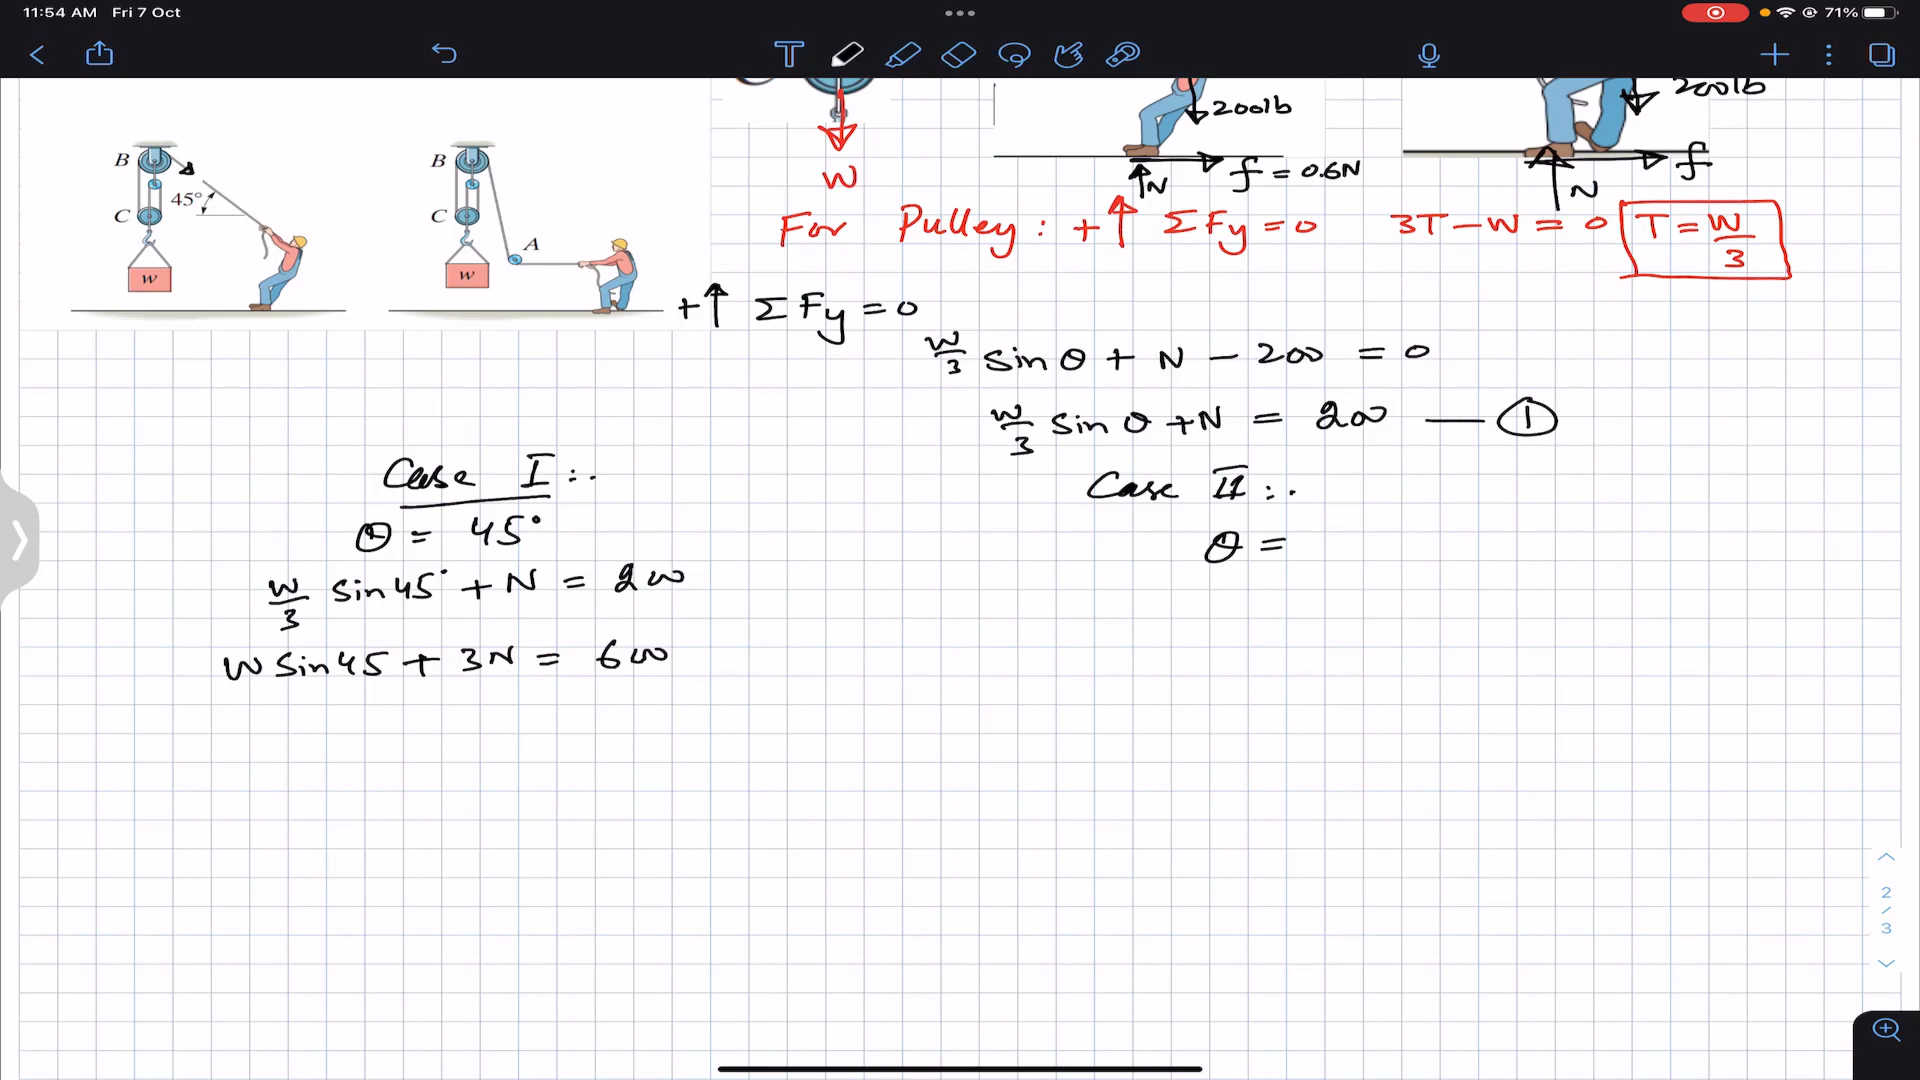 11:54 AM Fri 7 Oct
71%
200lb
200lb
W
N
f = 0.6N
f
N
B
C
45°
W
B
C
A
W
For Pulley : +↑ ΣFy = 0 3T - W = 0 T = W/3
+↑ ΣFy = 0
W/3 sin θ + N - 200 = 0
W/3 sin θ + N = 200 — ①
Case I :.
θ = 45°
W/3 sin 45° + N = 200
W sin 45 + 3N = 600
Case II :.
θ =
2
/
3